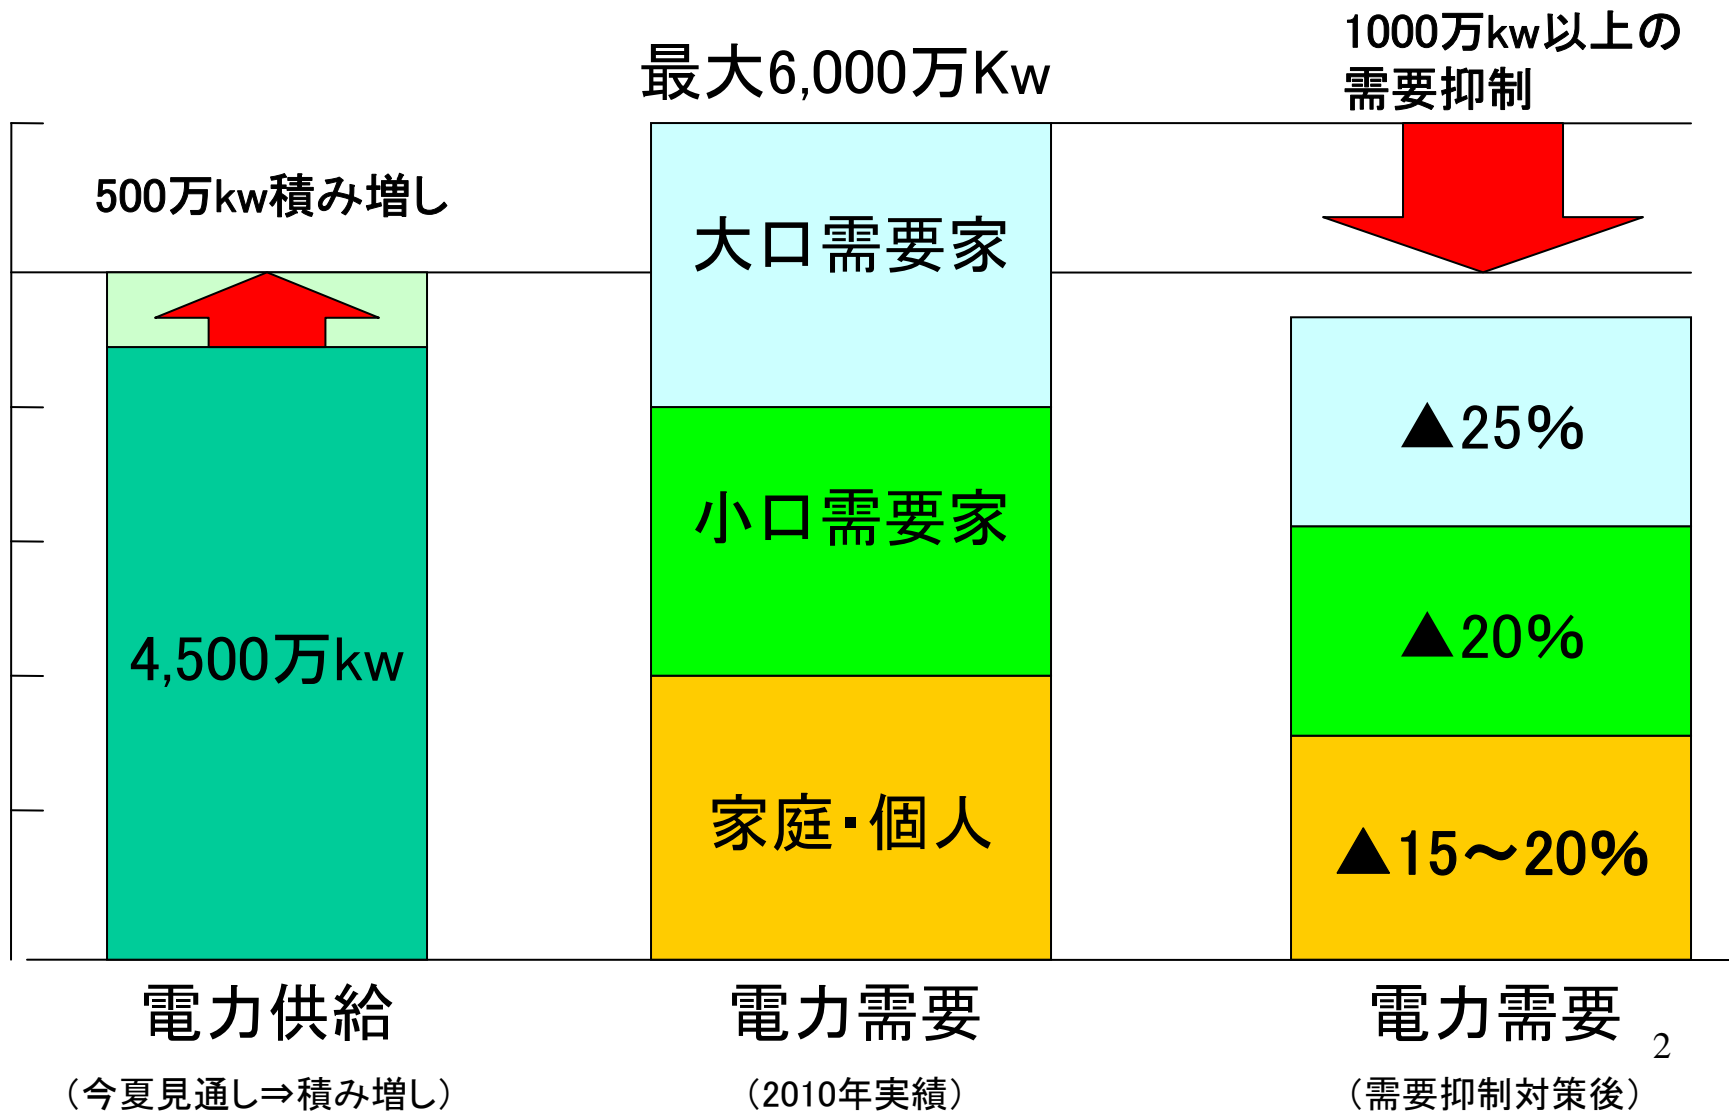 1000万kw以上の
需要抑制
最大6,000万Kw
500万kw積み増し
大口需要家
小口需要家
家庭・個人
4,500万kw
▲25%
▲20%
▲15～20%
電力供給
（今夏見通し⇒積み増し）
電力需要
（2010年実績）
電力需要
（需要抑制対策後）
2